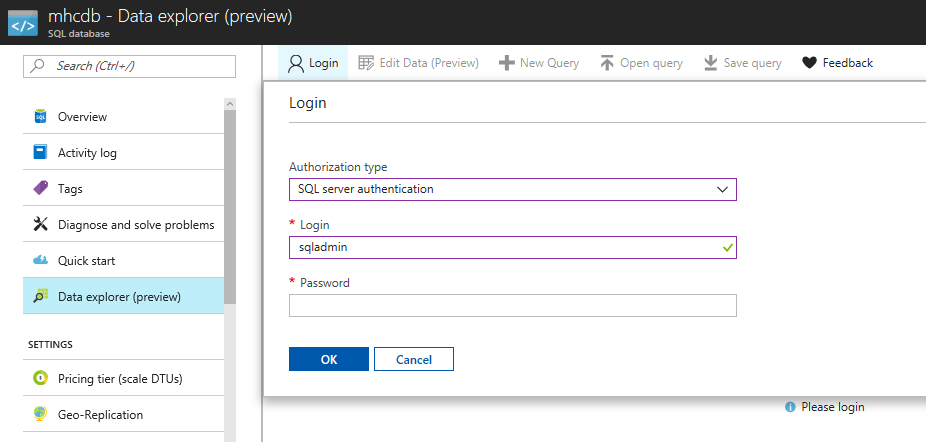 mhcdb - Data explorer (preview)
SQL database
Search (Ctrl+/)
Overview
Activity log
Tags
Diagnose and solve problems
Quick start
Data explorer (preview)
SETTINGS
Pricing tier (scale DTUs)
Geo-Replication
Login Edit Data (Preview) New Query Open query Save query Feedback
Login
Authorization type
SQL server authentication
* Login
sqladmin
* Password
OK Cancel
Please login